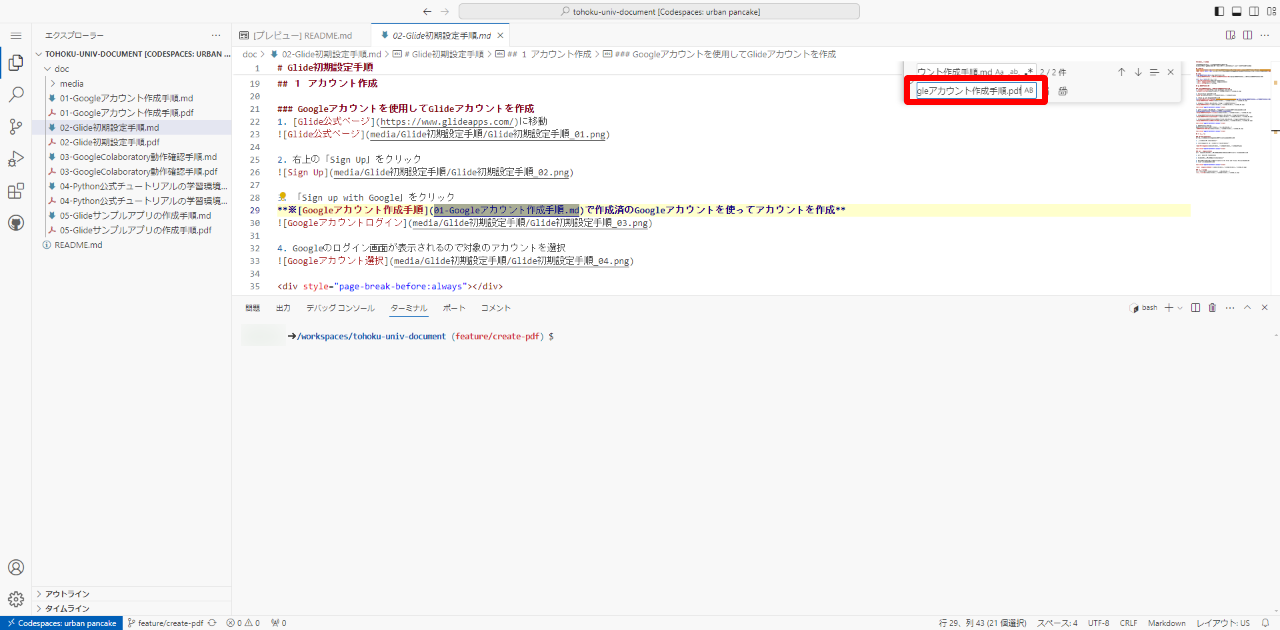 tohoku-univ-document [Codespaces: urban pancake]
エクスプローラー
TOHOKU-UNIV-DOCUMENT [CODESPACES: URBAN ...
doc
media
01-Googleアカウント作成手順.md
01-Googleアカウント作成手順.pdf
02-Glide初期設定手順.md
02-Glide初期設定手順.pdf
03-GoogleColaboratory動作確認手順.md
03-GoogleColaboratory動作確認手順.pdf
04-Python公式チュートリアルの学習環境...
04-Python公式チュートリアルの学習環境...
05-Glideサンプルアプリの作成手順.md
05-Glideサンプルアプリの作成手順.pdf
README.md
アウトライン
タイムライン
[プレビュー] README.md
02-Glide初期設定手順.md
doc > 02-Glide初期設定手順.md > # Glide初期設定手順 > ## 1 アカウント作成 > ### Googleアカウントを使用してGlideアカウントを作成
ウント作成手順.md Aa ab 2 / 2 件
gleアカウント作成手順.pdf AB
1 # Glide初期設定手順
19 ## 1 アカウント作成
20
21 ### Googleアカウントを使用してGlideアカウントを作成
22 1. [Glide公式ページ](https://www.glideapps.com/)に移動
23 ![Glide公式ページ](media/Glide初期設定手順/Glide初期設定手順_01.png)
24
25 2. 右上の「Sign Up」をクリック
26 ![Sign Up](media/Glide初期設定手順/Glide初期設定手順_02.png)
27
28 「Sign up with Google」をクリック
29 **※[Googleアカウント作成手順](01-Googleアカウント作成手順.md)で作成済のGoogleアカウントを使ってアカウントを作成**
30 ![Googleアカウントログイン](media/Glide初期設定手順/Glide初期設定手順_03.png)
31
32 4. Googleのログイン画面が表示されるので対象のアカウントを選択
33 ![Googleアカウント選択](media/Glide初期設定手順/Glide初期設定手順_04.png)
34
35 <div style="page-break-before:always"></div>
問題 出力 デバッグ コンソール ターミナル ポート コメント
bash
➜/workspaces/tohoku-univ-document (feature/create-pdf) $
Codespaces: urban pancake
feature/create-pdf
0 0
0
行 29、列 43 (21 個選択)
スペース: 4
UTF-8
CRLF
Markdown
レイアウト: US